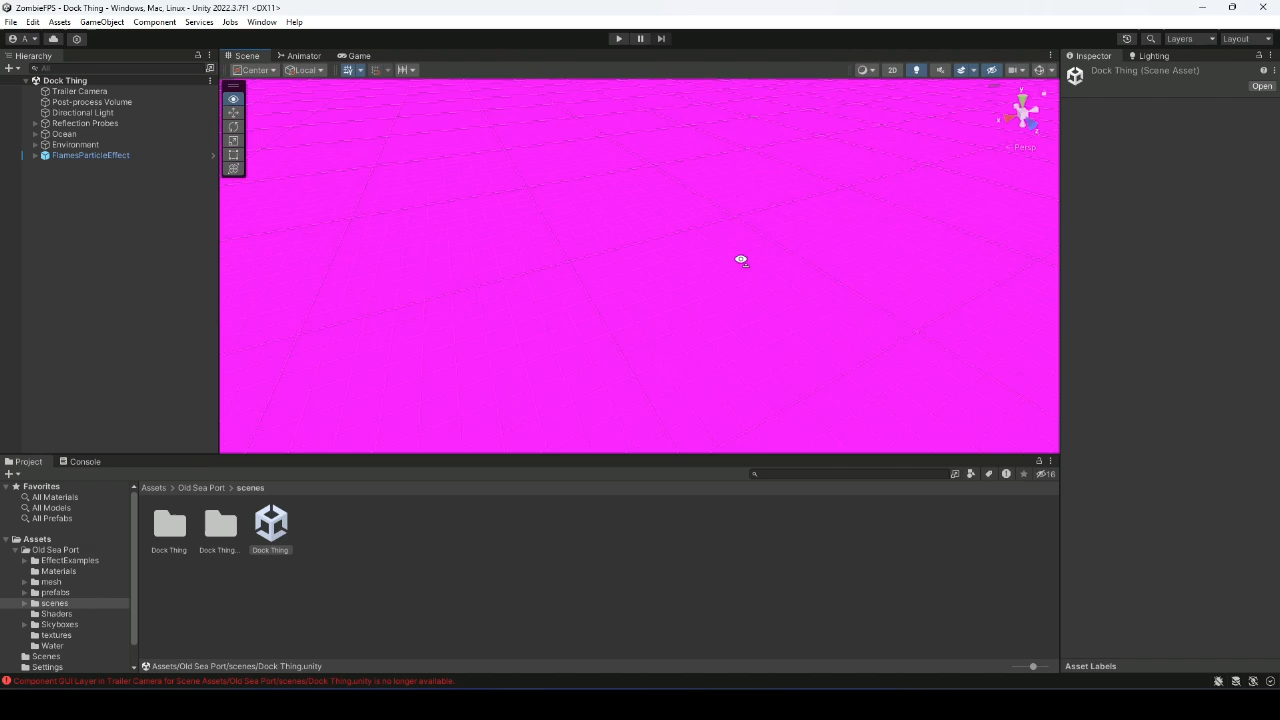 ZombieFPS - Dock Thing - Windows, Mac, Linux - Unity 2022.3.7f1 <DX11>
File Edit Assets GameObject Component Services Jobs Window Help
A Layers Layout
Hierarchy Scene Animator Game Inspector Lighting
All Center Local 2D Dock Thing (Scene Asset)
Open
Dock Thing
Trailer Camera
Post-process Volume
Directional Light
Reflection Probes
Ocean
Environment
FlamesParticleEffect
y
x
z
Persp
Project Console
16
Favorites
All Materials
All Models
All Prefabs
Assets > Old Sea Port > scenes
Assets
Old Sea Port
EffectExamples
Materials
mesh
prefabs
scenes
Shaders
Skyboxes
textures
Water
Scenes
Settings
Dock Thing Dock Thing... Dock Thing
Assets/Old Sea Port/scenes/Dock Thing.unity
Asset Labels
Component GUI Layer in Trailer Camera for Scene Assets/Old Sea Port/scenes/Dock Thing.unity is no longer available.